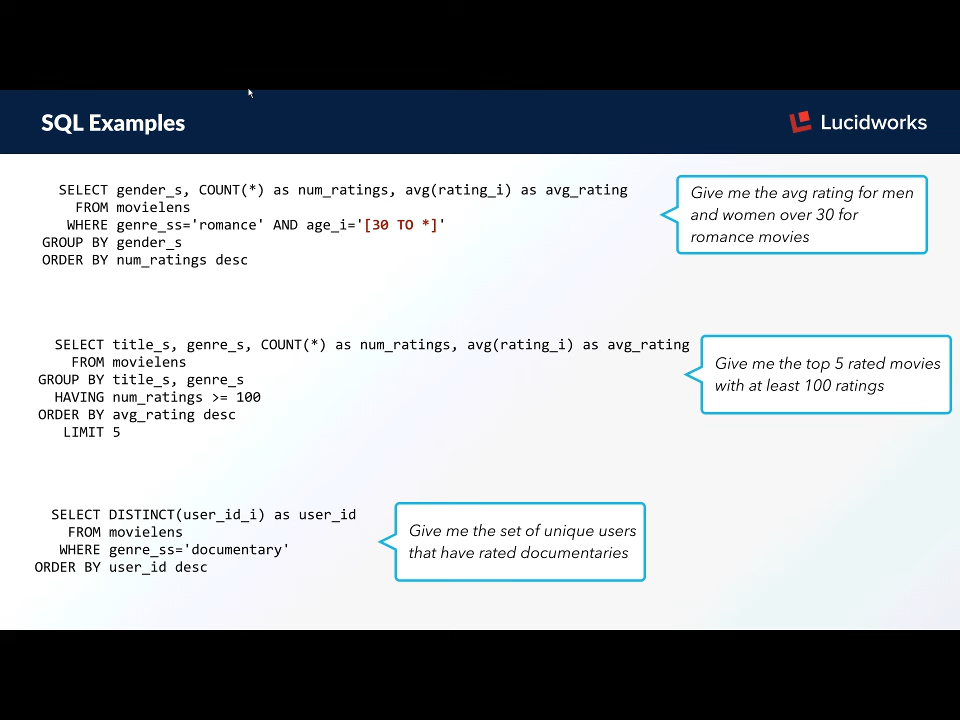 SQL Examples
Lucidworks
SELECT gender_s, COUNT(*) as num_ratings, avg(rating_i) as avg_rating
FROM movielens
WHERE genre_ss='romance' AND age_i='[30 TO *]'
GROUP BY gender_s
ORDER BY num_ratings desc
Give me the avg rating for men
and women over 30 for
romance movies
SELECT title_s, genre_s, COUNT(*) as num_ratings, avg(rating_i) as avg_rating
FROM movielens
GROUP BY title_s, genre_s
HAVING num_ratings >= 100
ORDER BY avg_rating desc
LIMIT 5
Give me the top 5 rated movies
with at least 100 ratings
SELECT DISTINCT(user_id_i) as user_id
FROM movielens
WHERE genre_ss='documentary'
ORDER BY user_id desc
Give me the set of unique users
that have rated documentaries